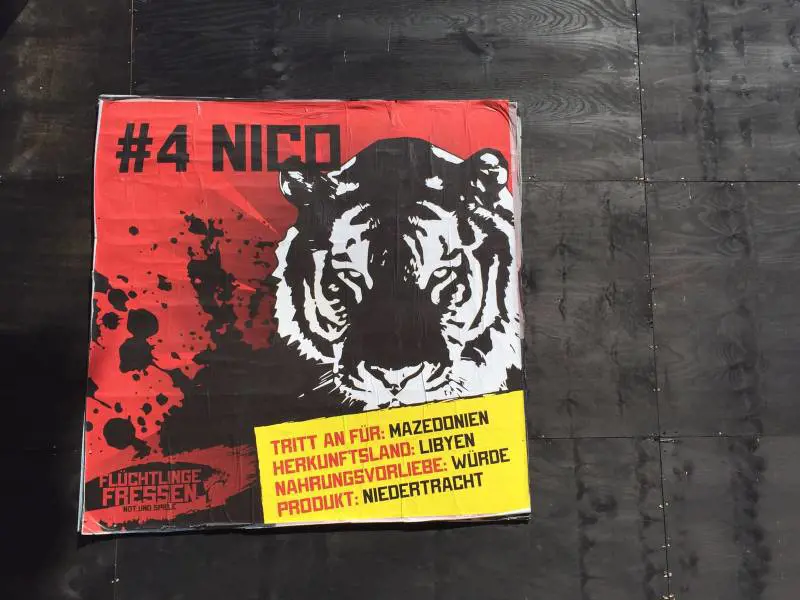 #4 NICO
TRITT AN FÜR: MAZEDONIEN
HERKUNFTSLAND: LIBYEN
NAHRUNGSVORLIEBE: WÜRDE
PRODUKT: NIEDERTRACHT
FLÜCHTLINGE
FRESSEN
NOT UND SPIELE